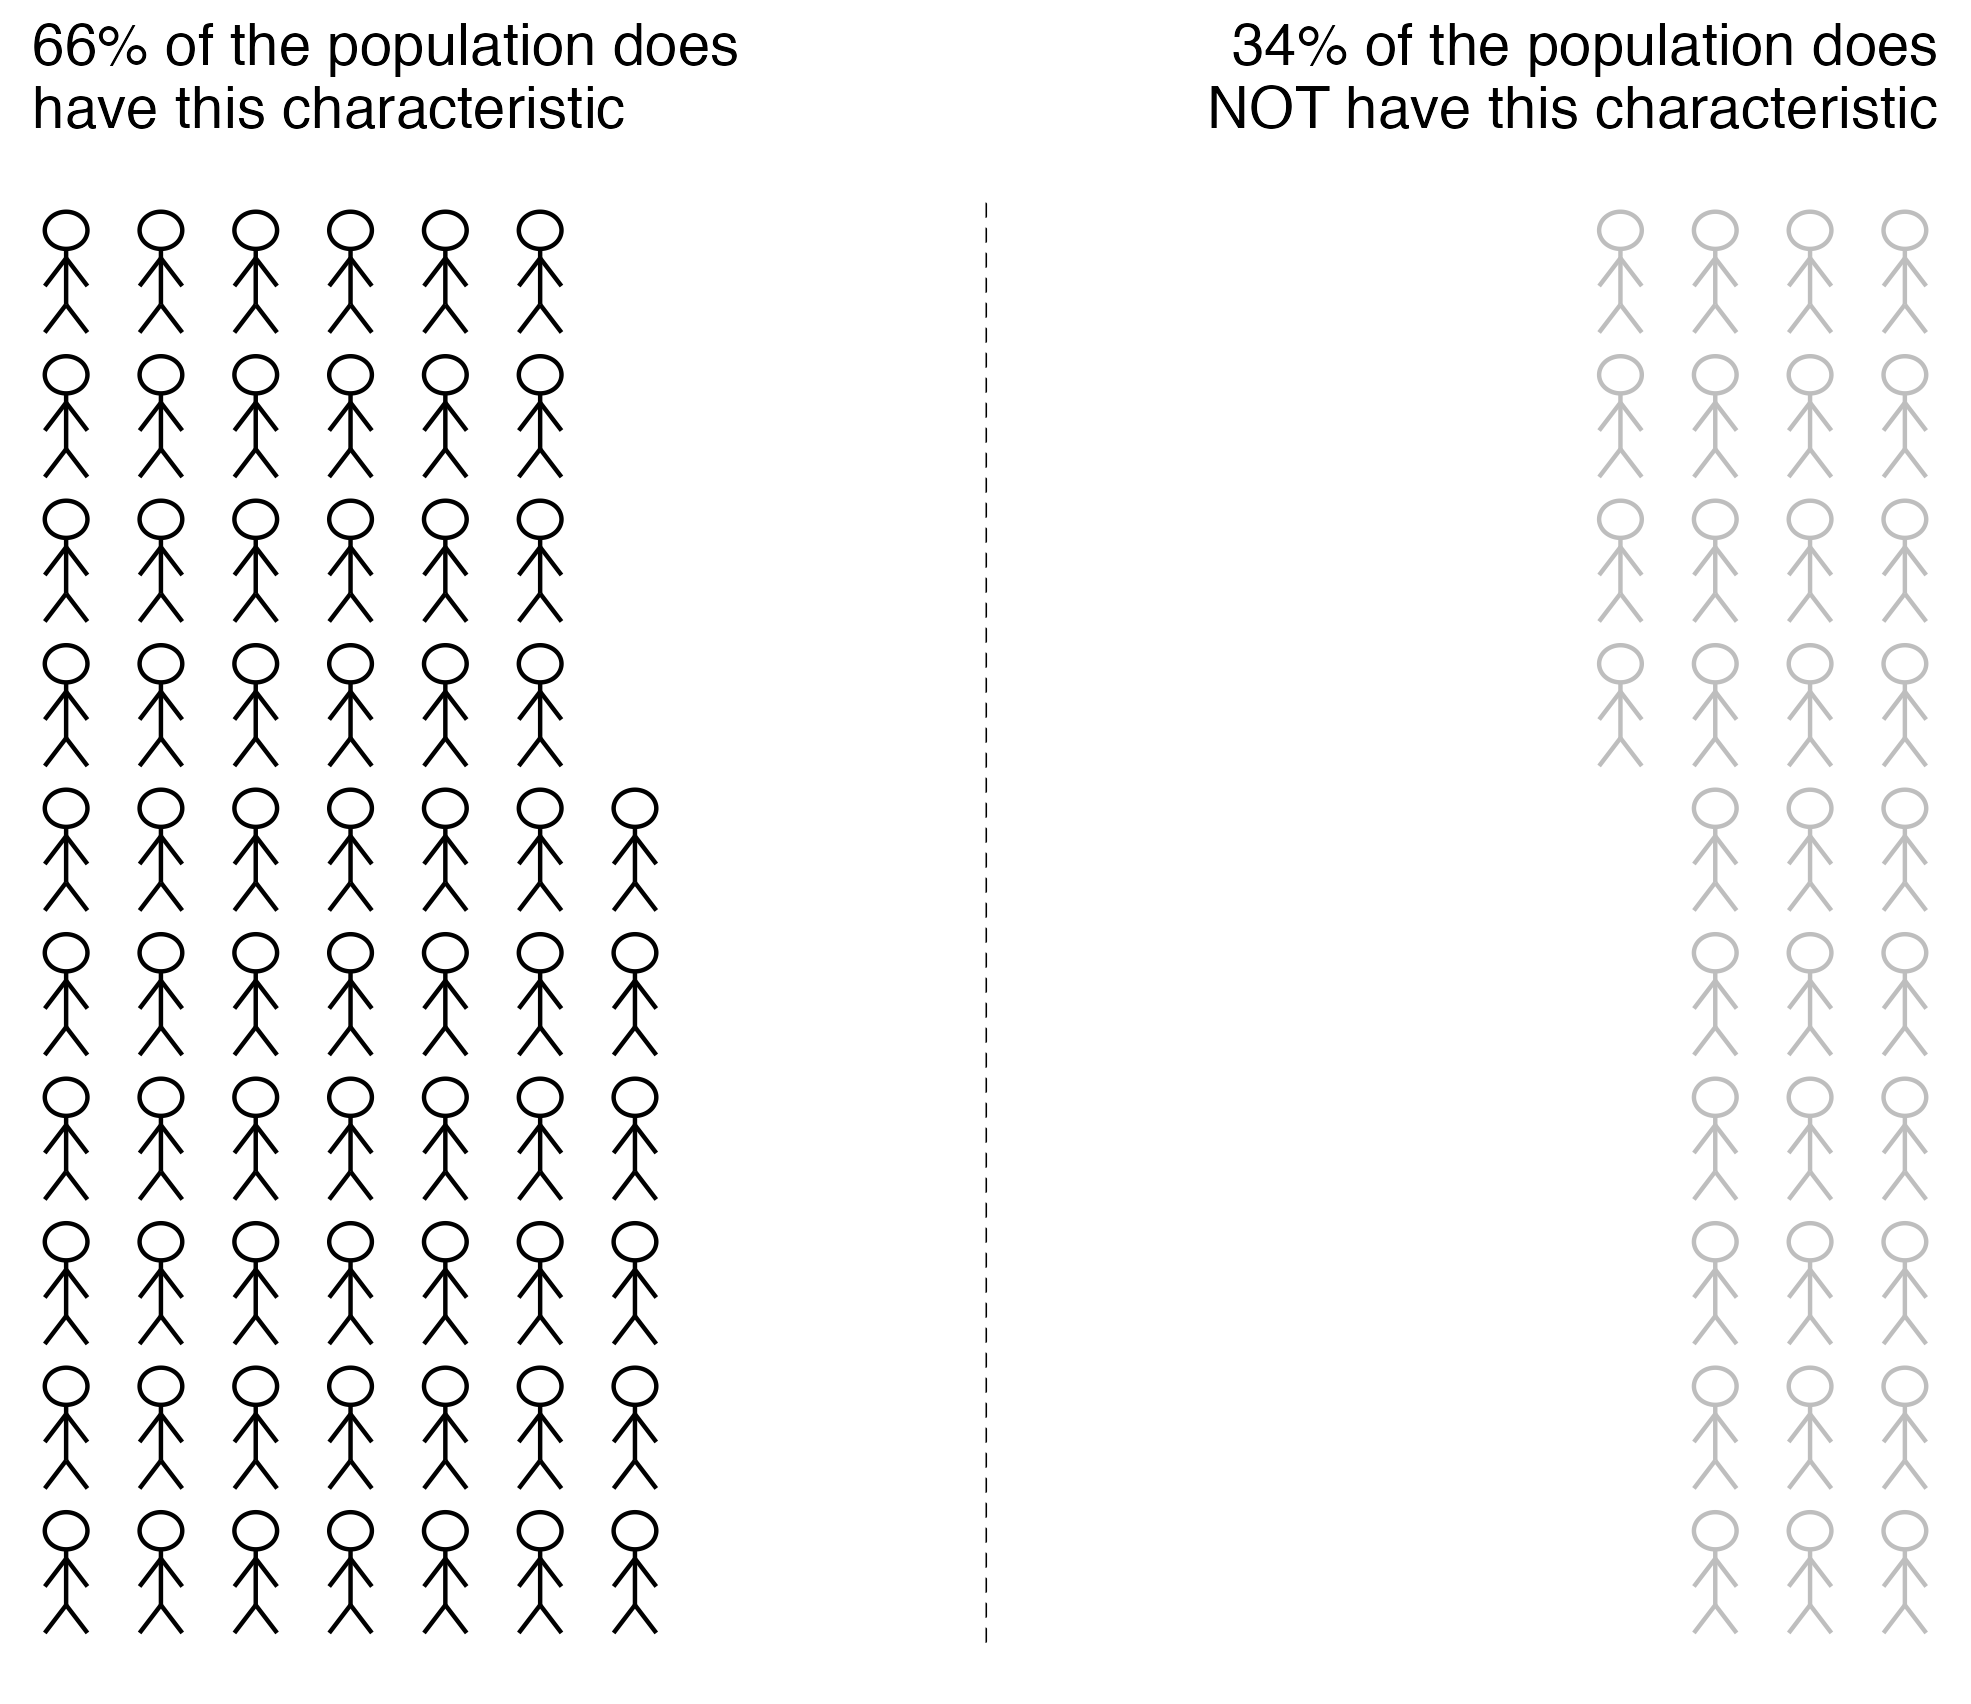 66% of the population does
have this characteristic
34% of the population does
NOT have this characteristic